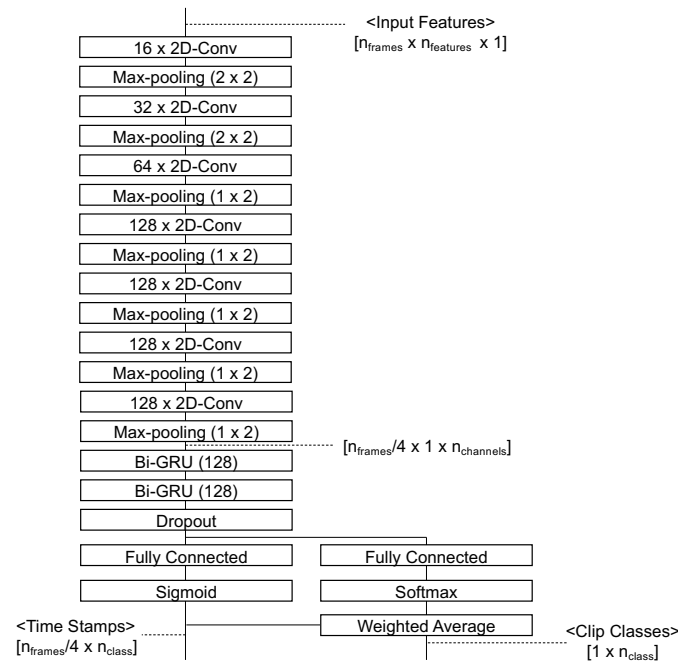 <Input Features>
[nframes x nfeatures x 1]
16 x 2D-Conv
Max-pooling (2 x 2)
32 x 2D-Conv
Max-pooling (2 x 2)
64 x 2D-Conv
Max-pooling (1 x 2)
128 x 2D-Conv
Max-pooling (1 x 2)
128 x 2D-Conv
Max-pooling (1 x 2)
128 x 2D-Conv
Max-pooling (1 x 2)
128 x 2D-Conv
Max-pooling (1 x 2)
[nframes/4 x 1 x nchannels]
Bi-GRU (128)
Bi-GRU (128)
Dropout
Fully Connected
Fully Connected
Sigmoid
Softmax
Weighted Average
<Time Stamps>
[nframes/4 x nclass]
<Clip Classes>
[1 x nclass]